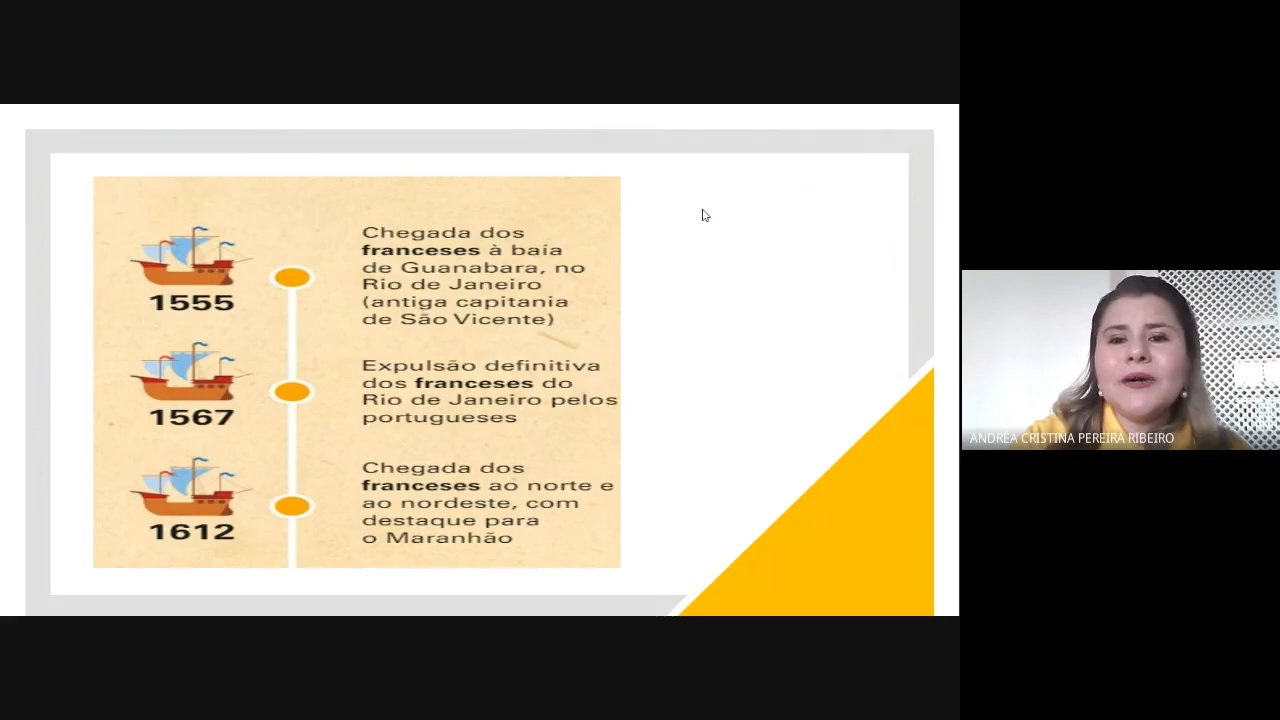 Chegada dos
franceses à baía
de Guanabara, no
Rio de Janeiro
(antiga capitania
de São Vicente)
1555
Expulsão definitiva
dos franceses do
Rio de Janeiro pelos
portugueses
1567
Chegada dos
franceses ao norte e
ao nordeste, com
destaque para
o Maranhão
1612
ANDRÉA CRISTINA PEREIRA RIBEIRO